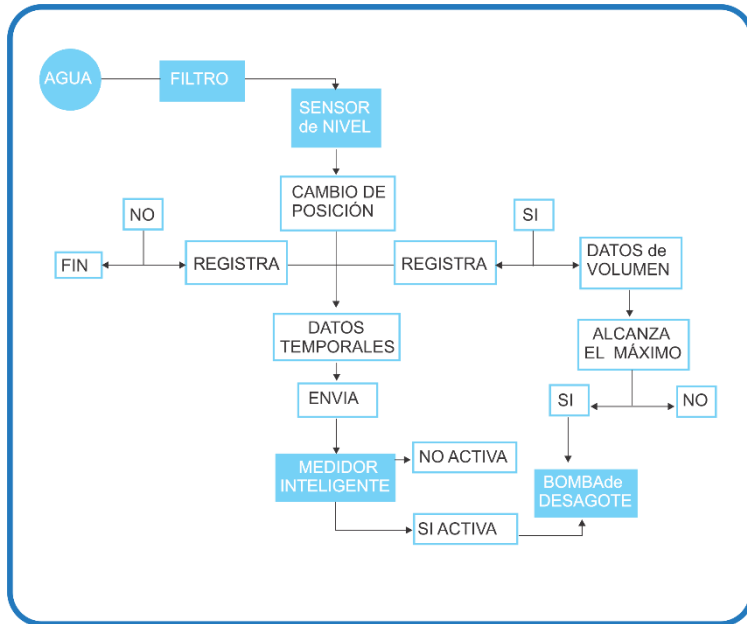 AGUA
FILTRO
SENSOR
de NIVEL
CAMBIO DE
POSICIÓN
NO
SI
FIN
REGISTRA
REGISTRA
DATOS de
VOLUMEN
DATOS
TEMPORALES
ALCANZA
EL MÁXIMO
ENVIA
SI
NO
MEDIDOR
INTELIGENTE
NO ACTIVA
BOMBAde
DESAGOTE
SI ACTIVA